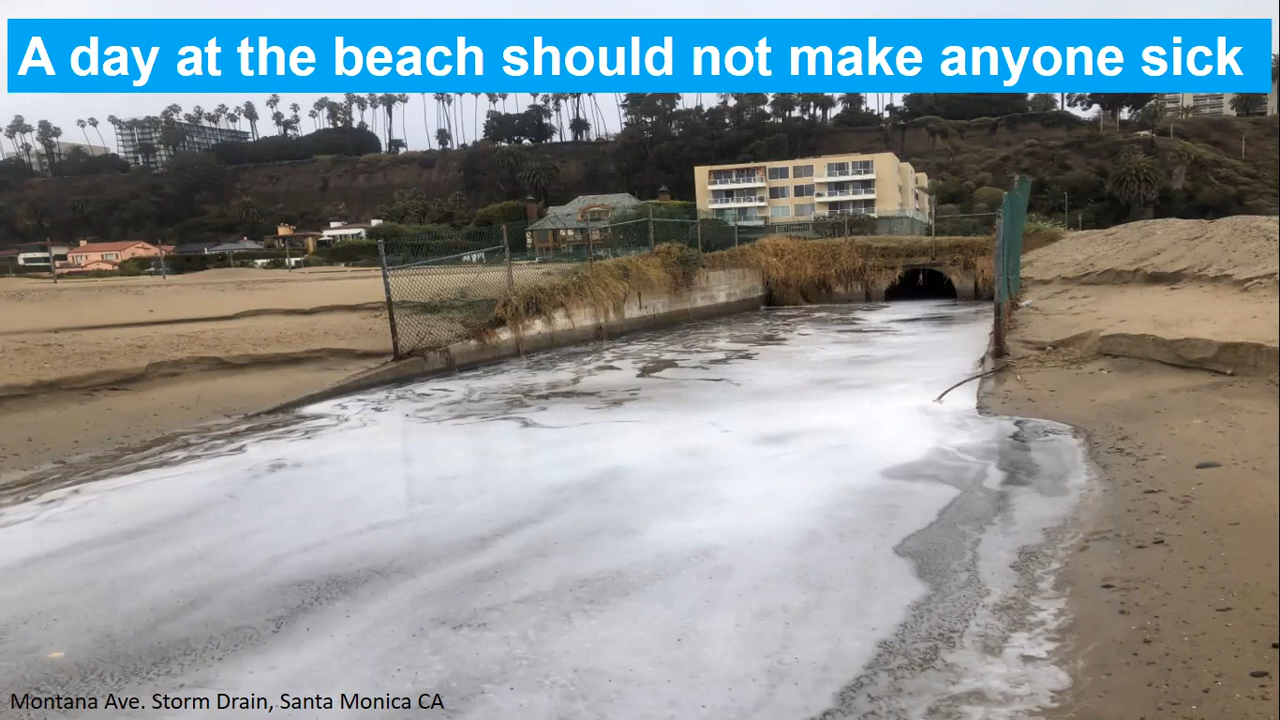 A day at the beach should not make anyone sick
Montana Ave. Storm Drain, Santa Monica CA